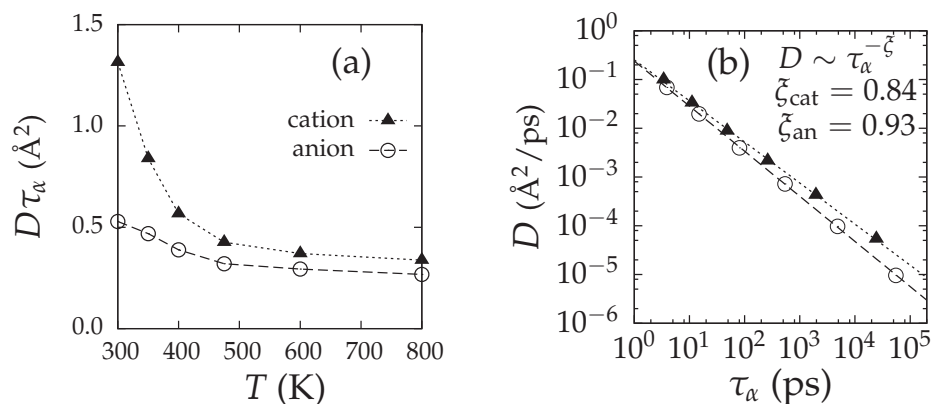 1.5
1.0
0.5
0.0
300 400 500 600 700 800
T (K)
Dτα (Å²)
(a)
cation
anion
10⁰
10⁻¹
10⁻²
10⁻³
10⁻⁴
10⁻⁵
10⁻⁶
10⁰ 10¹ 10² 10³ 10⁴ 10⁵
τα (ps)
D (Å²/ps)
(b)
D ∼ τα^−ξ
ξcat = 0.84
ξan = 0.93